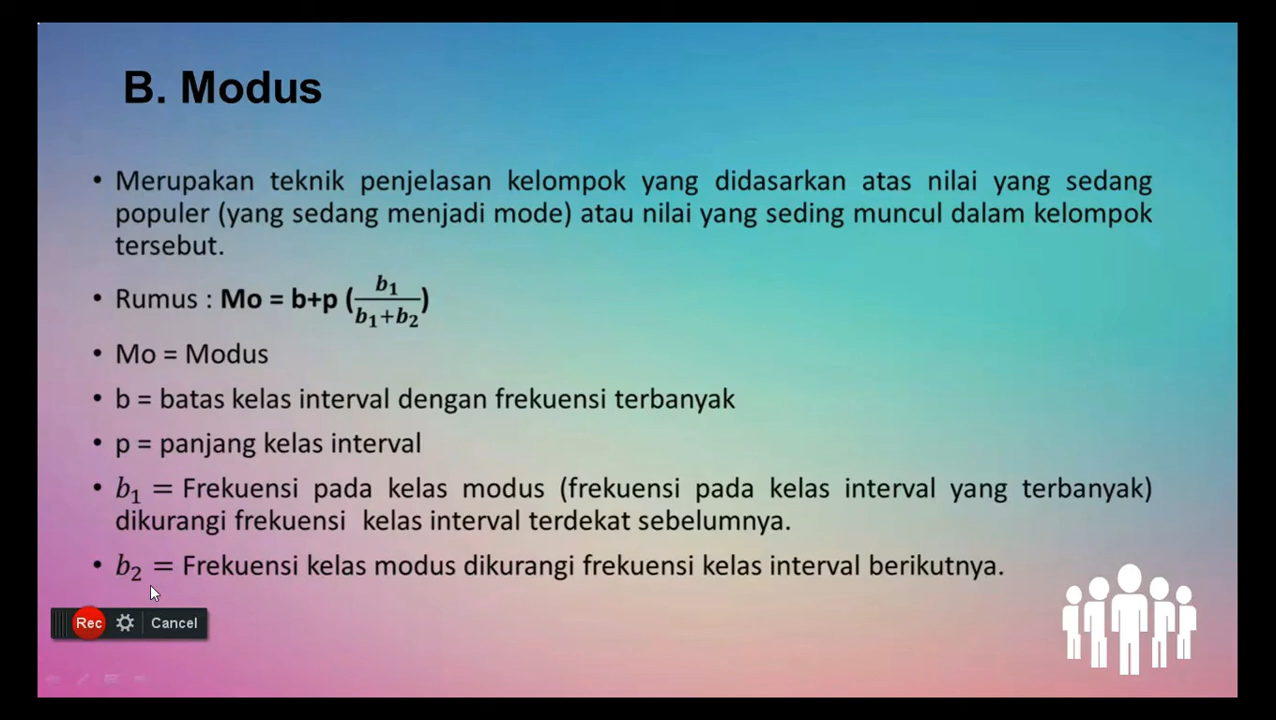 B. Modus
• Merupakan teknik penjelasan kelompok yang didasarkan atas nilai yang sedang
populer (yang sedang menjadi mode) atau nilai yang seding muncul dalam kelompok
tersebut.
• Rumus : Mo = b+p (b₁/(b₁+b₂))
• Mo = Modus
• b = batas kelas interval dengan frekuensi terbanyak
• p = panjang kelas interval
• b₁ = Frekuensi pada kelas modus (frekuensi pada kelas interval yang terbanyak)
dikurangi frekuensi kelas interval terdekat sebelumnya.
• b₂ = Frekuensi kelas modus dikurangi frekuensi kelas interval berikutnya.
Rec Cancel